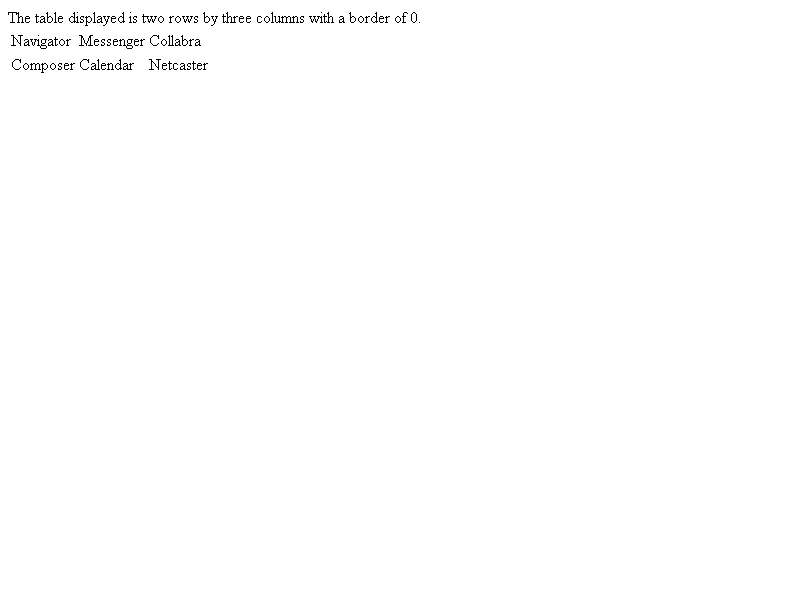 The table displayed is two rows by three columns with a border of 0.
Navigator Messenger Collabra
Composer Calendar Netcaster